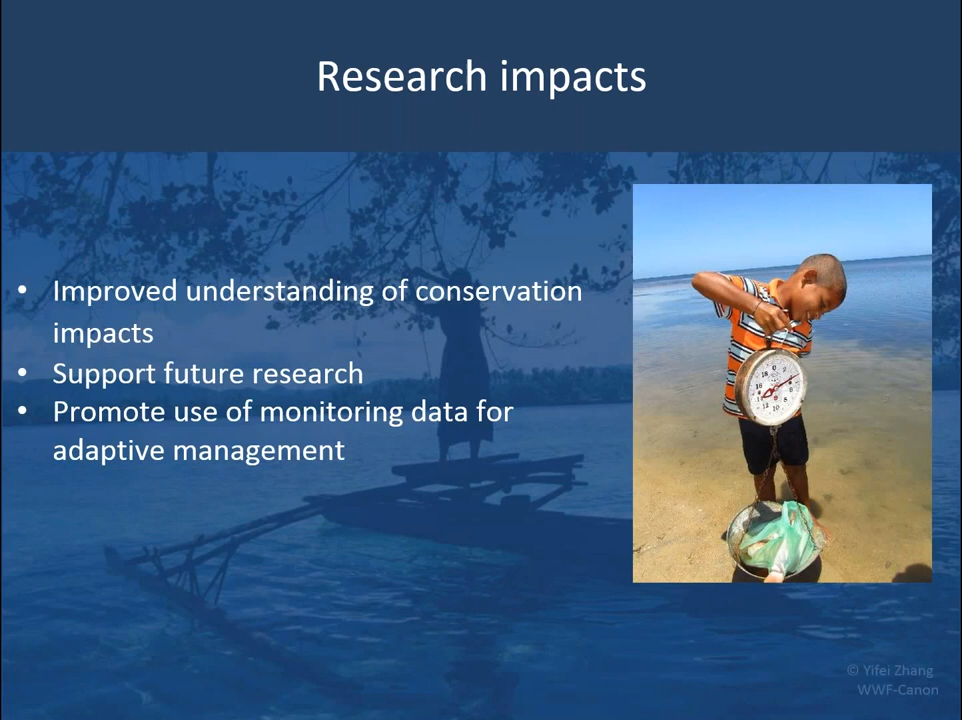 Research impacts
• Improved understanding of conservation
impacts
• Support future research
• Promote use of monitoring data for
adaptive management
© Yifei Zhang
WWF-Canon